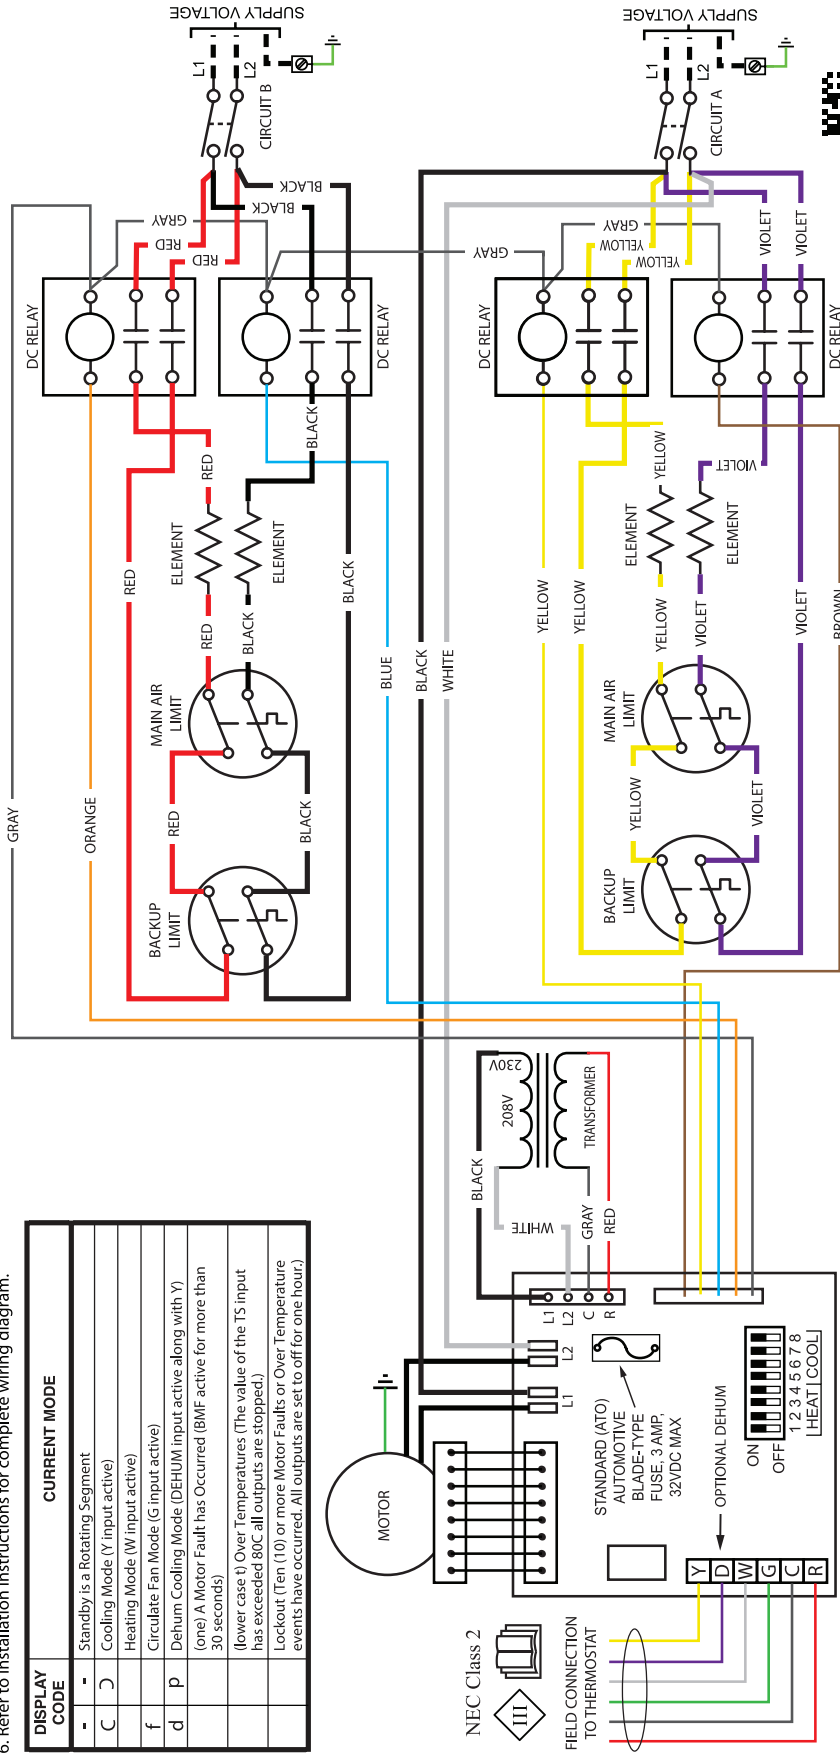 6. Refer to Installation Instructions for complete wiring diagram.
DISPLAY CODE
CURRENT MODE
- -
Standby is a Rotating Segment
C Ɔ
Cooling Mode (Y input active)
Heating Mode (W input active)
f
Circulate Fan Mode (G input active)
d p
Dehum Cooling Mode (DEHUM input active along with Y)
(one) A Motor Fault has Occurred (BMF active for more than
30 seconds)
(lower case t) Over Temperatures (The value of the TS input
has exceeded 80C all outputs are stopped.)
Lockout (Ten (10) or more Motor Faults or Over Temperature
events have occurred. All outputs are set to off for one hour.)
NEC Class 2
III
FIELD CONNECTION
TO THERMOSTAT
MOTOR
Y
D
W
G
C
R
OPTIONAL DEHUM
STANDARD (ATO)
AUTOMOTIVE
BLADE-TYPE
FUSE, 3 AMP,
32VDC MAX
ON
OFF
1 2 3 4 5 6 7 8
HEAT COOL
L1
L2
L1
L2
C
R
BLACK
WHITE
GRAY
RED
208V
230V
TRANSFORMER
GRAY
ORANGE
BLUE
BLACK
WHITE
YELLOW
YELLOW
BROWN
BACKUP
LIMIT
MAIN AIR
LIMIT
RED
BLACK
RED
BLACK
RED
ELEMENT
ELEMENT
RED
BLACK
BLACK
DC RELAY
DC RELAY
RED
RED
GRAY
BLACK
BLACK
GRAY
CIRCUIT B
L1
L2
SUPPLY VOLTAGE
BACKUP
LIMIT
MAIN AIR
LIMIT
YELLOW
VIOLET
YELLOW
VIOLET
VIOLET
ELEMENT
ELEMENT
YELLOW
VIOLET
DC RELAY
DC RELAY
YELLOW
YELLOW
GRAY
VIOLET
VIOLET
CIRCUIT A
L1
L2
SUPPLY VOLTAGE